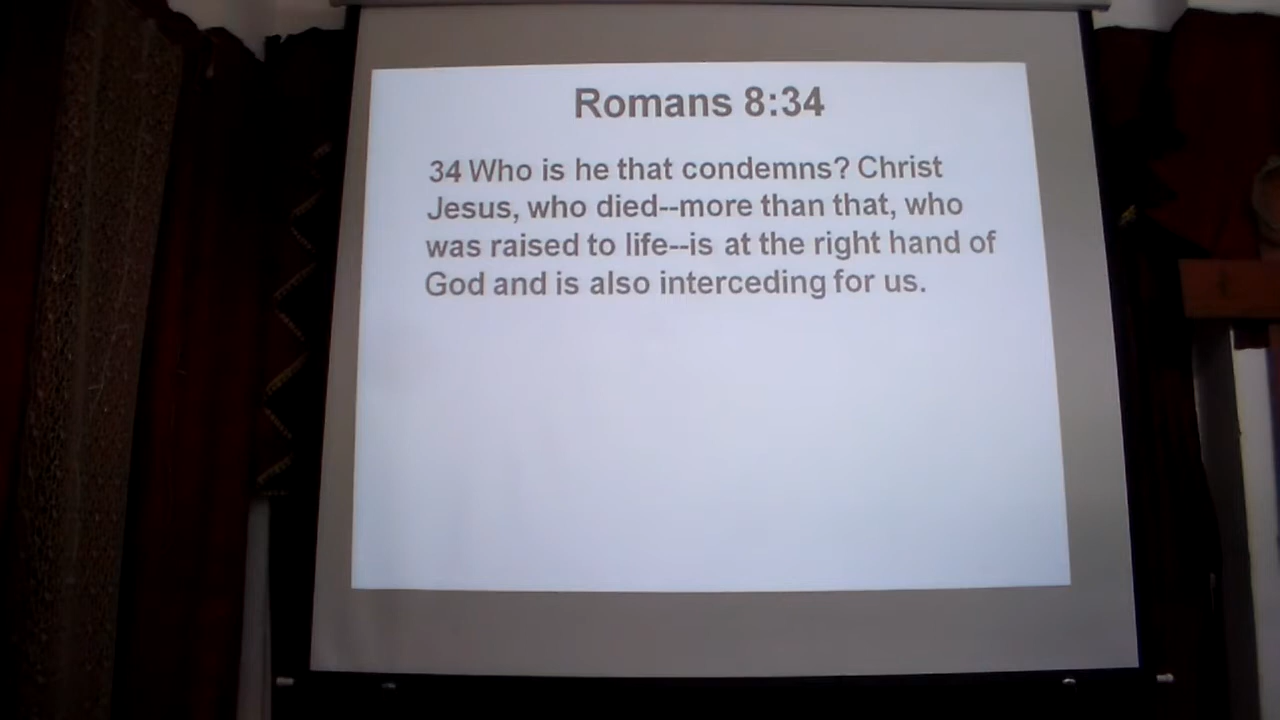 Romans 8:34
34 Who is he that condemns? Christ
Jesus, who died--more than that, who
was raised to life--is at the right hand of
God and is also interceding for us.